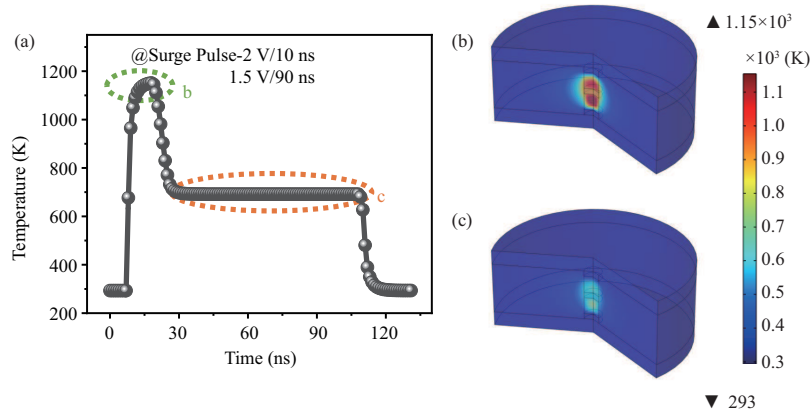 (a)
@Surge Pulse-2 V/10 ns
1.5 V/90 ns
b
c
Temperature (K)
1200
1000
800
600
400
200
0
30
60
90
120
Time (ns)
(b)
(c)
▲ 1.15×10³
×10³ (K)
1.1
1.0
0.9
0.8
0.7
0.6
0.5
0.4
0.3
▼ 293